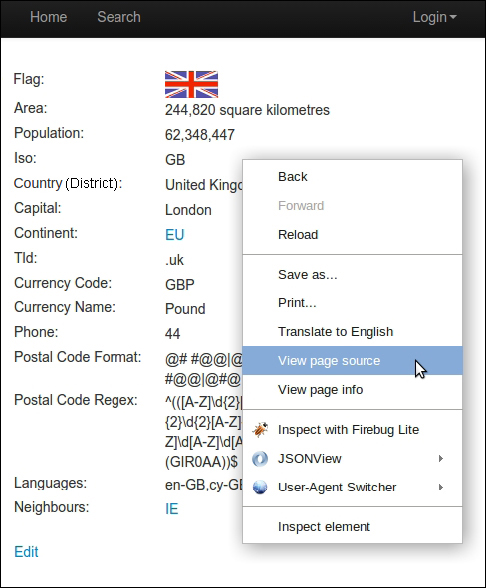 Home Search Login
Flag:
Area: 244,820 square kilometres
Population: 62,348,447
Iso: GB
Country (District): United Kingd
Capital: London
Continent: EU
Tld: .uk
Currency Code: GBP
Currency Name: Pound
Phone: 44
Postal Code Format: @# #@@|@
#@@|@#@
Postal Code Regex: ^(([A-Z]\d{2}[
{2}\d{2}[A-Z]
Z]\d[A-Z]\d[A
(GIR0AA))$
Languages: en-GB,cy-GB
Neighbours: IE
Edit
Back
Forward
Reload
Save as...
Print...
Translate to English
View page source
View page info
Inspect with Firebug Lite
JSONView
User-Agent Switcher
Inspect element